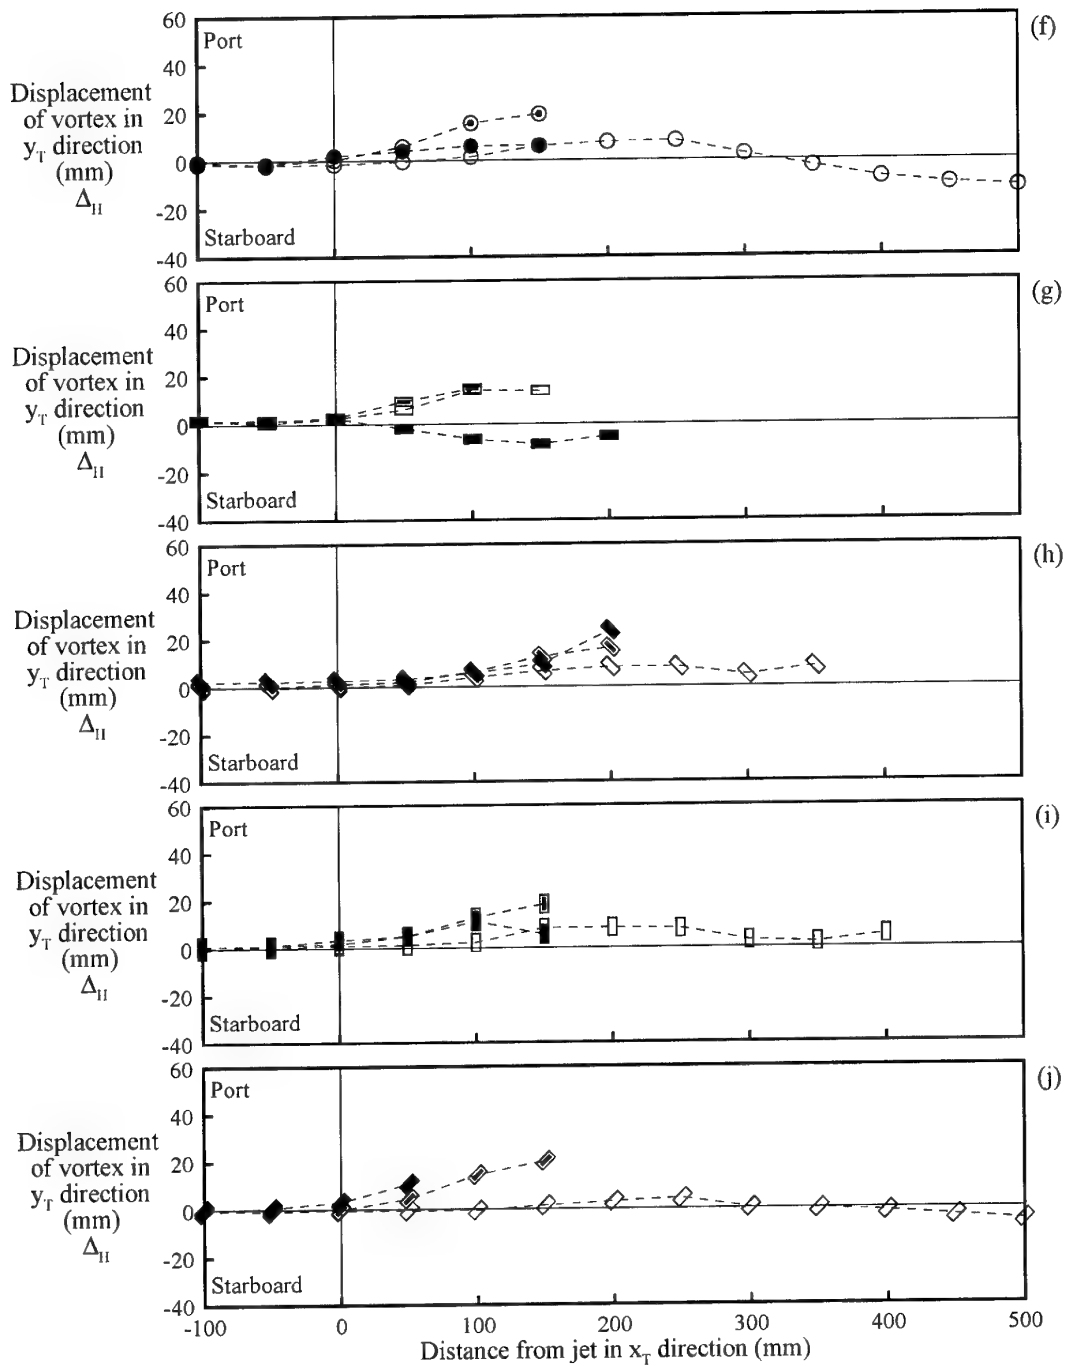 60
(f)
Port
40
Displacement
of vortex in
y_T direction
(mm)
Δ_H
20
0
-20
Starboard
-40
60
(g)
Port
40
Displacement
of vortex in
y_T direction
(mm)
Δ_H
20
0
-20
Starboard
-40
60
(h)
Port
40
Displacement
of vortex in
y_T direction
(mm)
Δ_H
20
0
-20
Starboard
-40
60
(i)
Port
40
Displacement
of vortex in
y_T direction
(mm)
Δ_H
20
0
-20
Starboard
-40
60
(j)
Port
40
Displacement
of vortex in
y_T direction
(mm)
Δ_H
20
0
-20
Starboard
-40
-100 0 100 200 300 400 500
Distance from jet in x_T direction (mm)